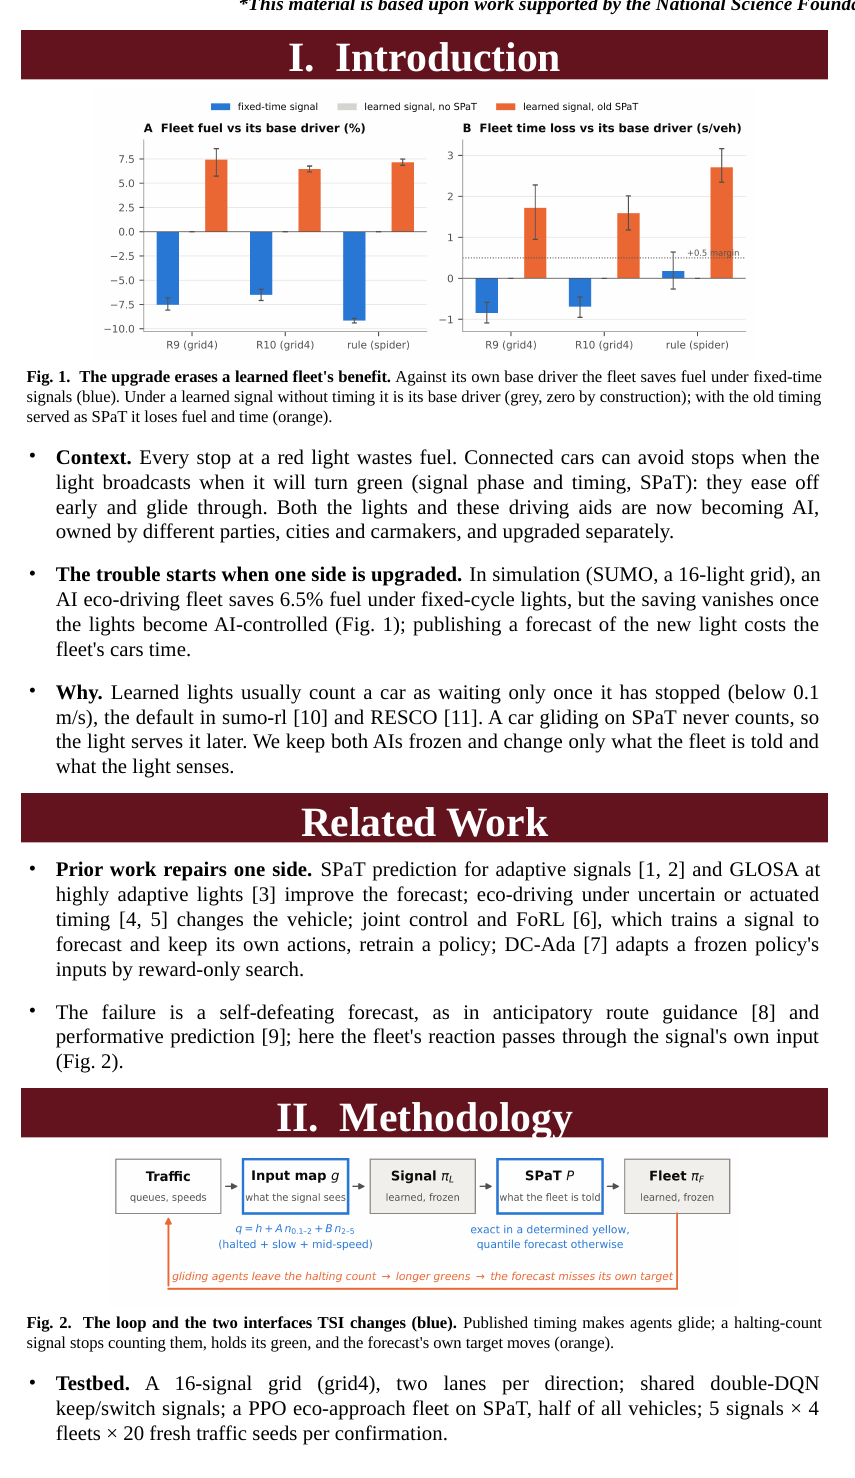 *This material is based upon work supported by the National Science
I. Introduction
fixed-time signal learned signal, no SPaT learned signal, old SPaT
A Fleet fuel vs its base driver (%)
7.5
5.0
2.5
0.0
−2.5
−5.0
−7.5
−10.0
R9 (grid4) R10 (grid4) rule (spider)
B Fleet time loss vs its base driver (s/veh)
3
2
1
0
−1
+0.5 margin
R9 (grid4) R10 (grid4) rule (spider)
Fig. 1. The upgrade erases a learned fleet's benefit. Against its own base driver the fleet saves fuel under fixed-time
signals (blue). Under a learned signal without timing it is its base driver (grey, zero by construction); with the old timing
served as SPaT it loses fuel and time (orange).
• Context. Every stop at a red light wastes fuel. Connected cars can avoid stops when the
light broadcasts when it will turn green (signal phase and timing, SPaT): they ease off
early and glide through. Both the lights and these driving aids are now becoming AI,
owned by different parties, cities and carmakers, and upgraded separately.
• The trouble starts when one side is upgraded. In simulation (SUMO, a 16-light grid), an
AI eco-driving fleet saves 6.5% fuel under fixed-cycle lights, but the saving vanishes once
the lights become AI-controlled (Fig. 1); publishing a forecast of the new light costs the
fleet's cars time.
• Why. Learned lights usually count a car as waiting only once it has stopped (below 0.1
m/s), the default in sumo-rl [10] and RESCO [11]. A car gliding on SPaT never counts, so
the light serves it later. We keep both AIs frozen and change only what the fleet is told and
what the light senses.
Related Work
• Prior work repairs one side. SPaT prediction for adaptive signals [1, 2] and GLOSA at
highly adaptive lights [3] improve the forecast; eco-driving under uncertain or actuated
timing [4, 5] changes the vehicle; joint control and FoRL [6], which trains a signal to
forecast and keep its own actions, retrain a policy; DC-Ada [7] adapts a frozen policy's
inputs by reward-only search.
• The failure is a self-defeating forecast, as in anticipatory route guidance [8] and
performative prediction [9]; here the fleet's reaction passes through the signal's own input
(Fig. 2).
II. Methodology
Traffic
queues, speeds
Input map g
what the signal sees
Signal π_L
learned, frozen
SPaT P
what the fleet is told
Fleet π_F
learned, frozen
q = h + A n_0.1–2 + B n_2–5
(halted + slow + mid-speed)
exact in a determined yellow,
quantile forecast otherwise
gliding agents leave the halting count → longer greens → the forecast misses its own target
Fig. 2. The loop and the two interfaces TSI changes (blue). Published timing makes agents glide; a halting-count
signal stops counting them, holds its green, and the forecast's own target moves (orange).
• Testbed. A 16-signal grid (grid4), two lanes per direction; shared double-DQN
keep/switch signals; a PPO eco-approach fleet on SPaT, half of all vehicles; 5 signals × 4
fleets × 20 fresh traffic seeds per confirmation.